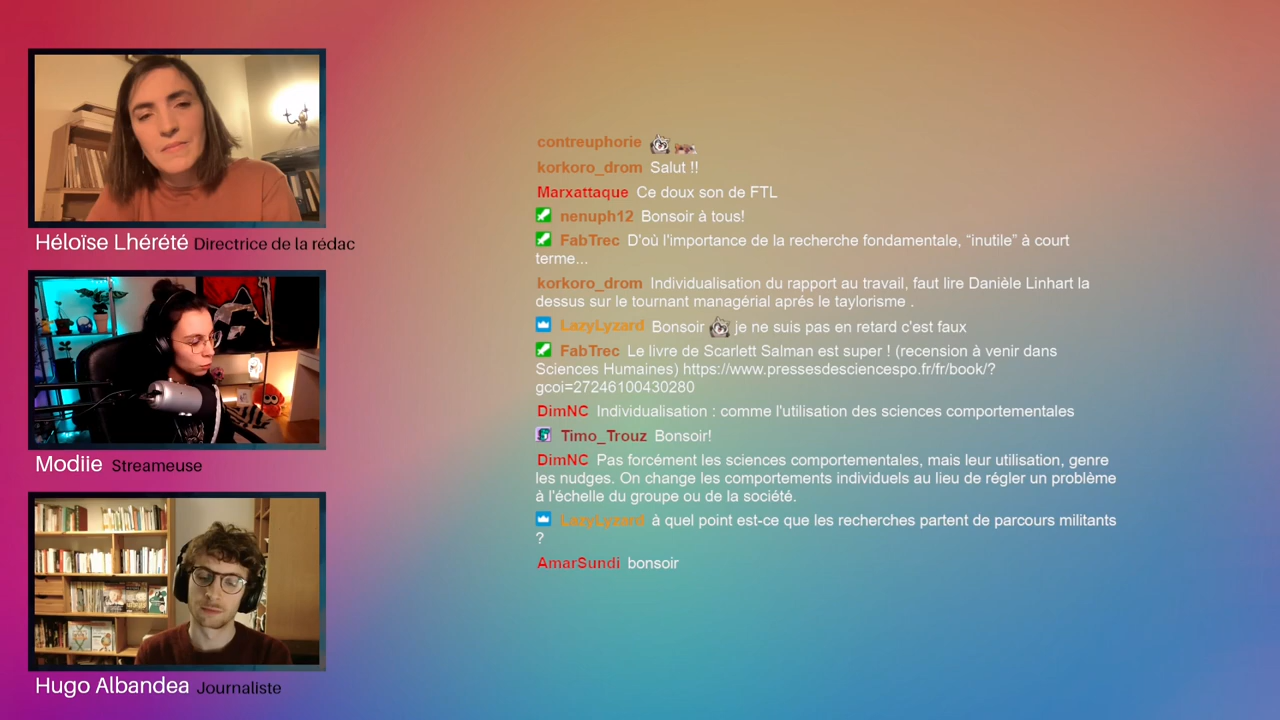 Héloïse Lhérété Directrice de la rédac
Modiie Streameuse
Hugo Albandea Journaliste
contreuphorie
korkoro_drom Salut !!
Marxattaque Ce doux son de FTL
nenuph12 Bonsoir à tous!
FabTrec D'où l'importance de la recherche fondamentale, “inutile” à court
terme...
korkoro_drom Individualisation du rapport au travail, faut lire Danièle Linhart la
dessus sur le tournant managérial aprés le taylorisme .
LazyLyzard Bonsoir je ne suis pas en retard c'est faux
FabTrec Le livre de Scarlett Salman est super ! (recension à venir dans
Sciences Humaines) https://www.pressesdesciencespo.fr/fr/book/?
gcoi=27246100430280
DimNC Individualisation : comme l'utilisation des sciences comportementales
Timo_Trouz Bonsoir!
DimNC Pas forcément les sciences comportementales, mais leur utilisation, genre
les nudges. On change les comportements individuels au lieu de régler un problème
à l'échelle du groupe ou de la société.
LazyLyzard à quel point est-ce que les recherches partent de parcours militants
?
AmarSundi bonsoir